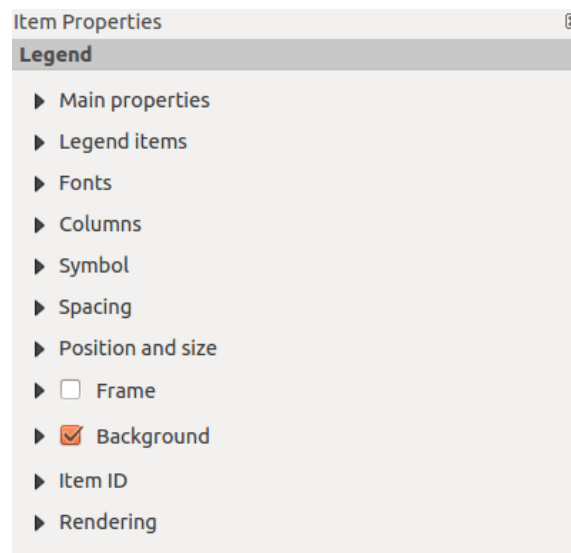 Item Properties
Legend
Main properties
Legend items
Fonts
Columns
Symbol
Spacing
Position and size
Frame
Background
Item ID
Rendering